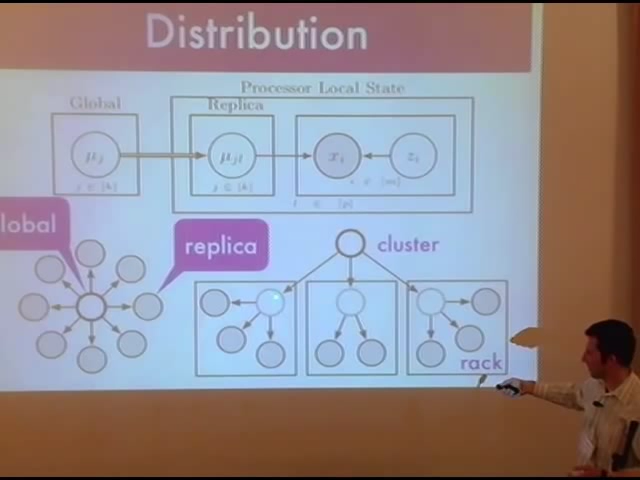 Distribution
Processor Local State
Global
Replica
μj
μjl
xi
zi
j ∈ [k]
j ∈ [k]
l ∈ [p]
lobal
replica
cluster
rack